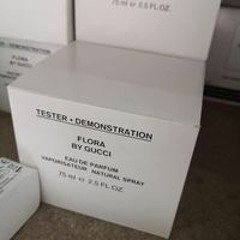 75 ml ℮ 2.5 FL.OZ.
TESTER • DEMONSTRATION
FLORA
BY GUCCI
EAU DE PARFUM
VAPORISATEUR NATURAL SPRAY
75 ml ℮ 2.5 FL.OZ.